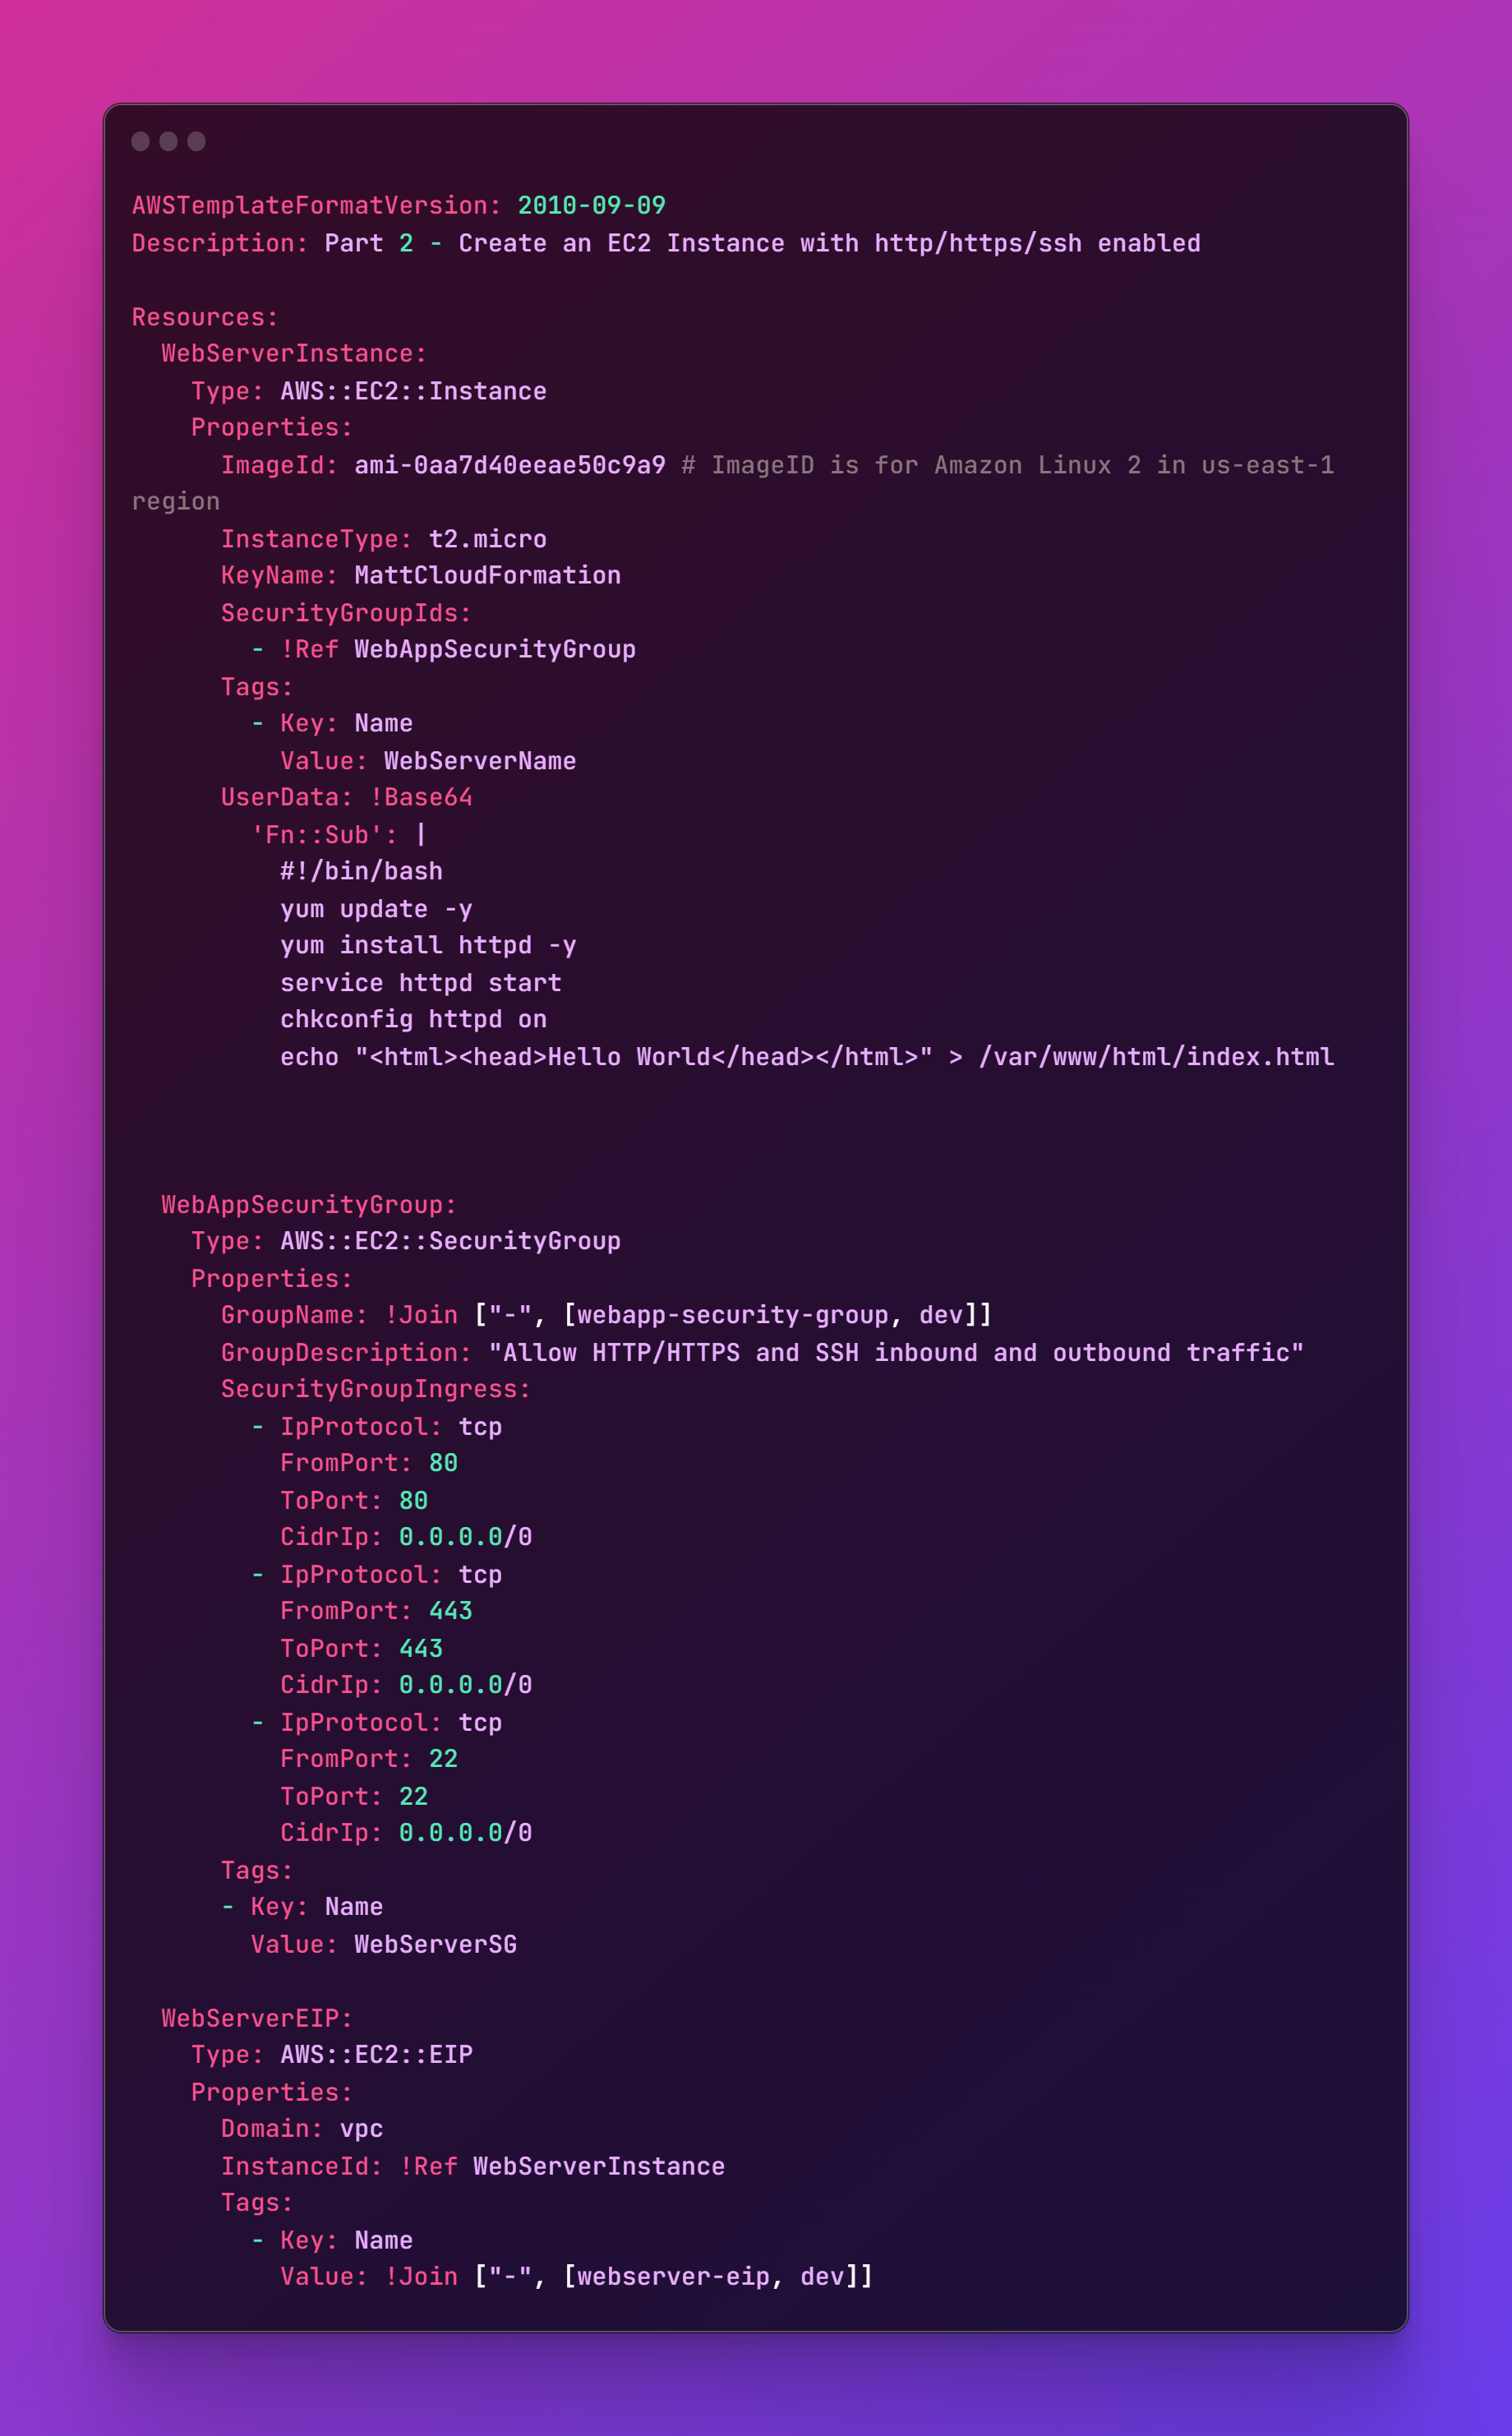 AWSTemplateFormatVersion: 2010-09-09
Description: Part 2 - Create an EC2 Instance with http/https/ssh enabled

Resources:
  WebServerInstance:
    Type: AWS::EC2::Instance
    Properties:
      ImageId: ami-0aa7d40eeae50c9a9 # ImageID is for Amazon Linux 2 in us-east-1
region
      InstanceType: t2.micro
      KeyName: MattCloudFormation
      SecurityGroupIds:
        - !Ref WebAppSecurityGroup
      Tags:
        - Key: Name
          Value: WebServerName
      UserData: !Base64
        'Fn::Sub': |
          #!/bin/bash
          yum update -y
          yum install httpd -y
          service httpd start
          chkconfig httpd on
          echo "<html><head>Hello World</head></html>" > /var/www/html/index.html

  WebAppSecurityGroup:
    Type: AWS::EC2::SecurityGroup
    Properties:
      GroupName: !Join ["-", [webapp-security-group, dev]]
      GroupDescription: "Allow HTTP/HTTPS and SSH inbound and outbound traffic"
      SecurityGroupIngress:
        - IpProtocol: tcp
          FromPort: 80
          ToPort: 80
          CidrIp: 0.0.0.0/0
        - IpProtocol: tcp
          FromPort: 443
          ToPort: 443
          CidrIp: 0.0.0.0/0
        - IpProtocol: tcp
          FromPort: 22
          ToPort: 22
          CidrIp: 0.0.0.0/0
      Tags:
      - Key: Name
        Value: WebServerSG

  WebServerEIP:
    Type: AWS::EC2::EIP
    Properties:
      Domain: vpc
      InstanceId: !Ref WebServerInstance
      Tags:
        - Key: Name
          Value: !Join ["-", [webserver-eip, dev]]